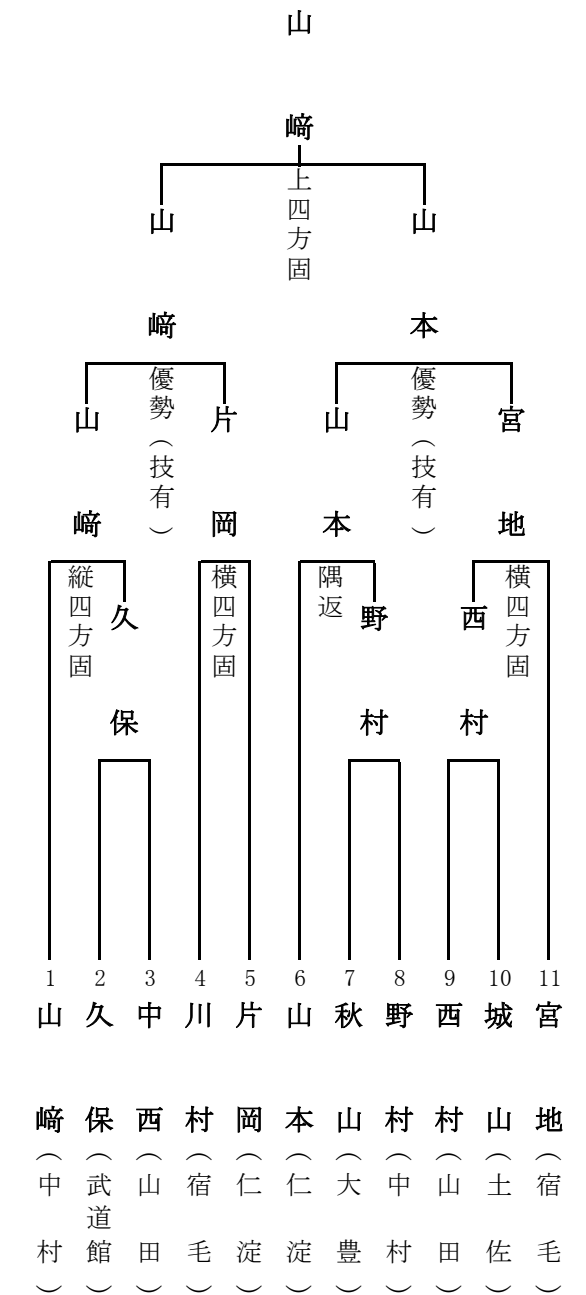 山﨑
上四方固
山﨑
山本
優勢（技有）
優勢（技有）
山﨑
片岡
山本
宮地
縦四方固
横四方固
隅返
横四方固
久保
野村
西村
1 山﨑（中村）
2 久保（武道館）
3 中西（山田）
4 川村（宿毛）
5 片岡（仁淀）
6 山本（仁淀）
7 秋山（大豊）
8 野村（中村）
9 西村（山田）
10 城山（土佐）
11 宮地（宿毛）